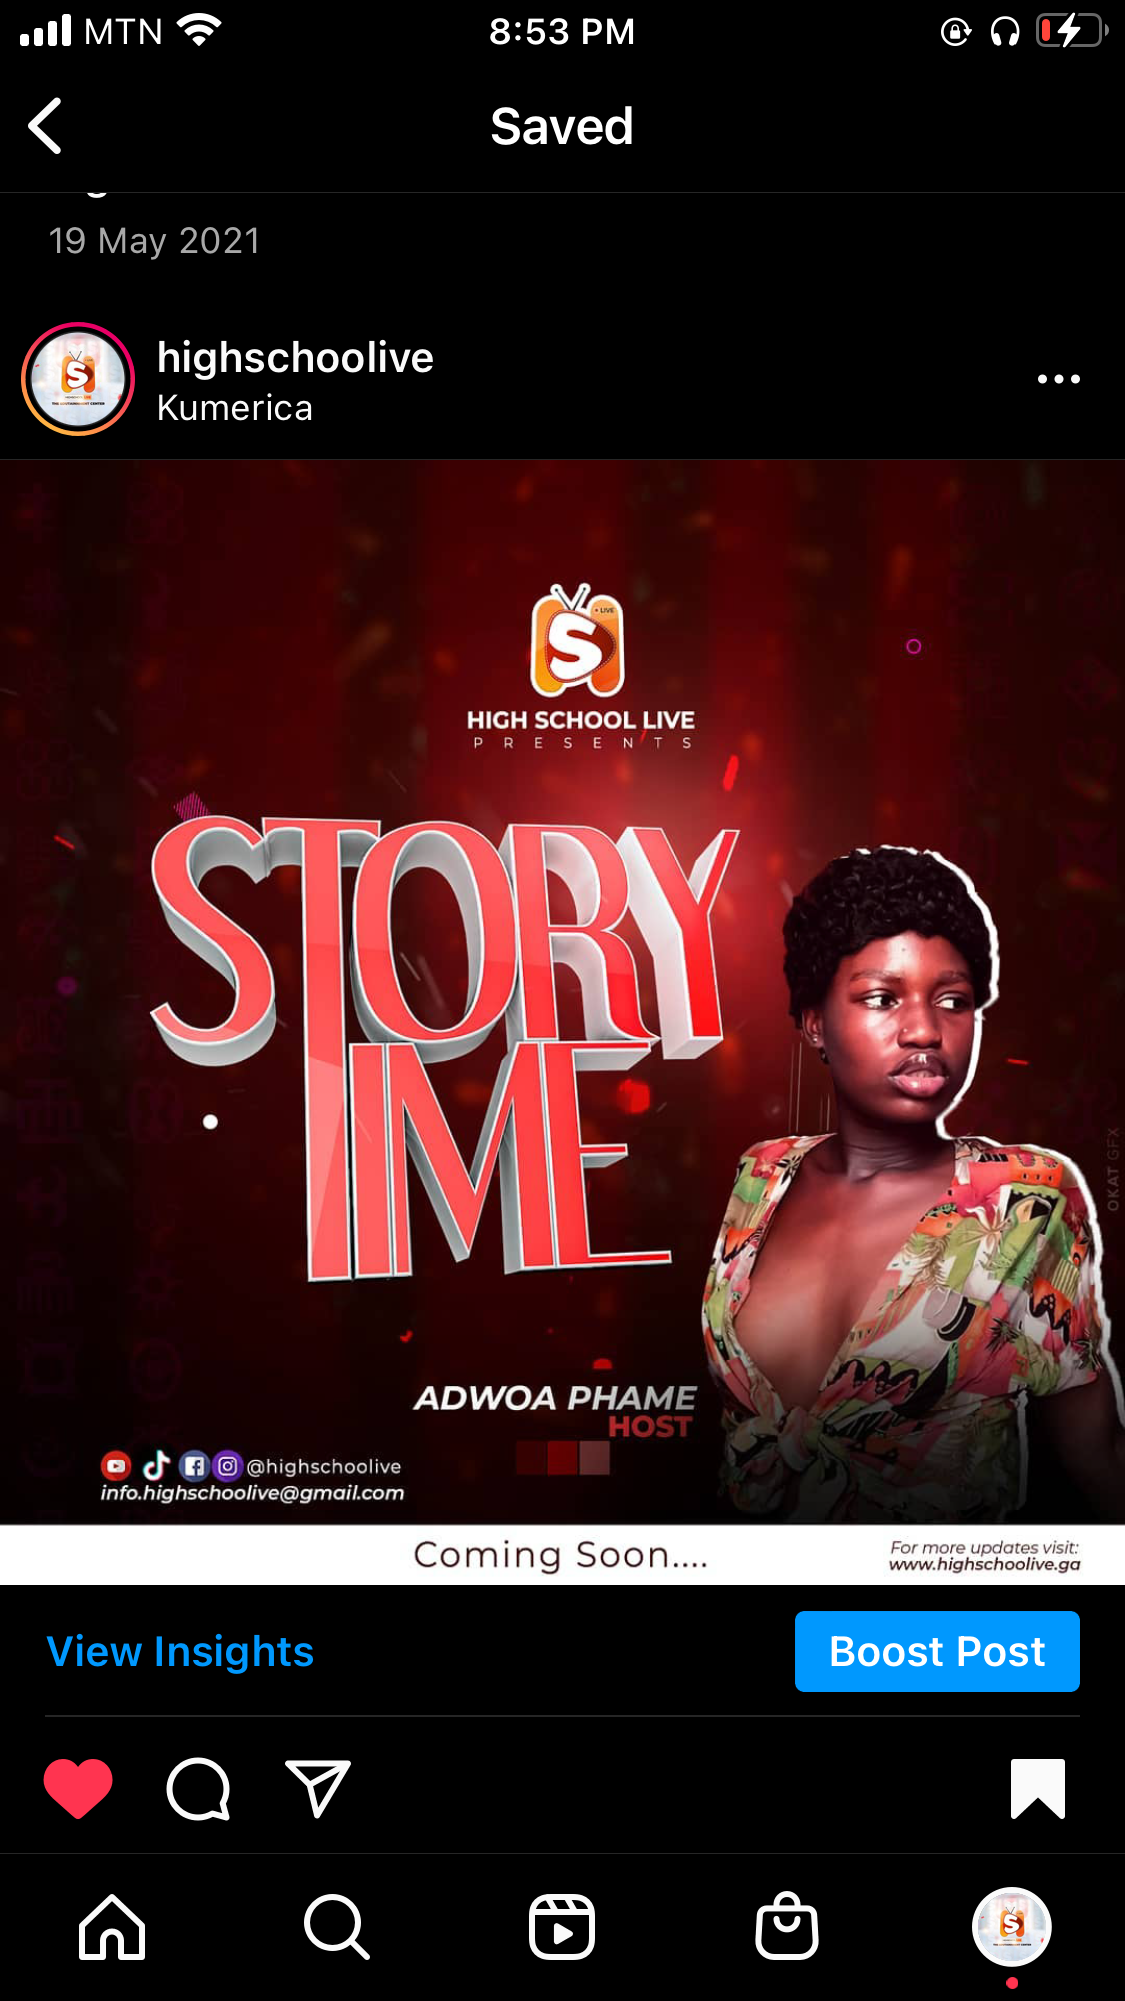 MTN 8:53 PM
Saved
19 May 2021
highschoolive
Kumerica
LIVE
S
HIGH SCHOOL LIVE
PRESENTS
STORY
TIME
OKAT GFX
ADWOA PHAME
HOST
@highschoolive
info.highschoolive@gmail.com
Coming Soon....
For more updates visit:
www.highschoolive.ga
View Insights
Boost Post